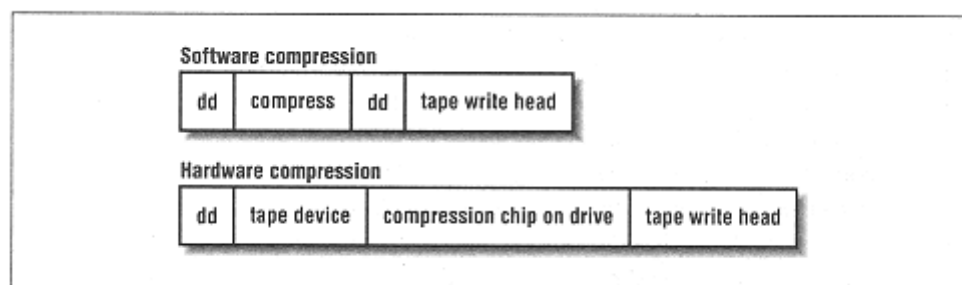 Software compression
dd compress dd tape write head
Hardware compression
dd tape device compression chip on drive tape write head